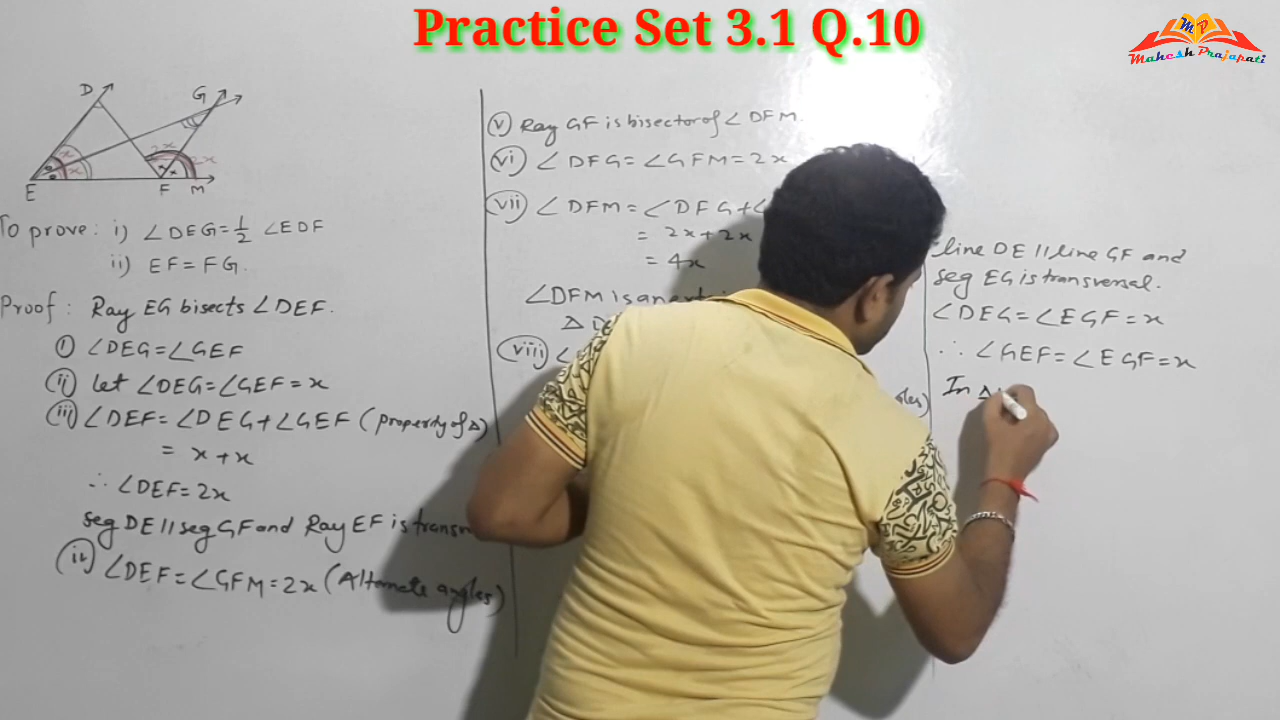 Practice Set 3.1 Q.10
MP
Mahesh Prajapati
D
G
x
x
2x
2x
x x
E
F
M
To prove: i) ∠DEG = 1/2 ∠EDF
ii) EF = FG.
Proof: Ray EG bisects ∠DEF.
i ∠DEG = ∠GEF
ii let ∠DEG = ∠GEF = x
iii ∠DEF = ∠DEG + ∠GEF (property of Δ)
= x + x
∴ ∠DEF = 2x
seg DE || seg GF and Ray EF is
∠DEF = ∠GFM = 2x (Alternate angles)
v Ray GF is bisector of ∠DFM.
vi ∠DFG = ∠GFM = 2x
vii ∠DFM = ∠DFG + ∠
= 2x + 2x
= 4x
∠DFM is an
Δ
viii ∠
line DE || line GF and
seg EG is transversal.
∠DEG = ∠EGF = x
∴ ∠GEF = ∠EGF = x
In Δ